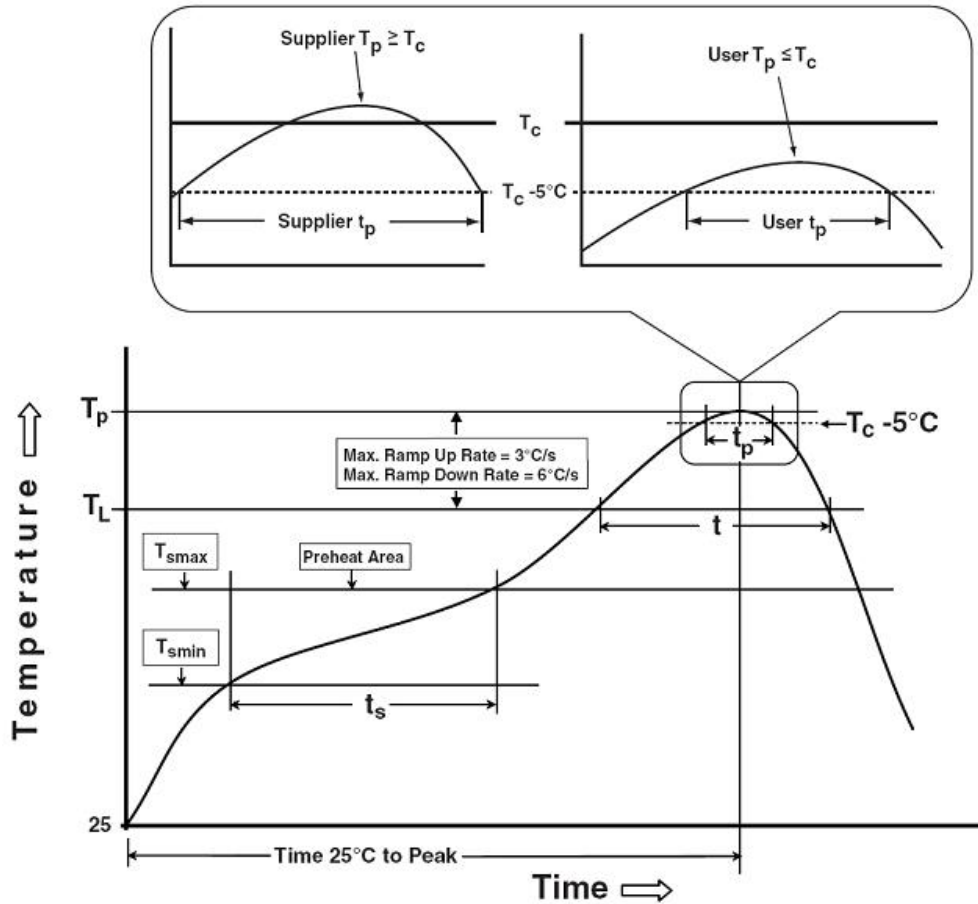 Supplier Tp ≥ Tc
User Tp ≤ Tc
Tc
Tc -5°C
Supplier tp
User tp
Tp
Tc -5°C
tp
Max. Ramp Up Rate = 3°C/s
Max. Ramp Down Rate = 6°C/s
TL
t
Tsmax
Preheat Area
Tsmin
ts
Temperature
25
Time 25°C to Peak
Time